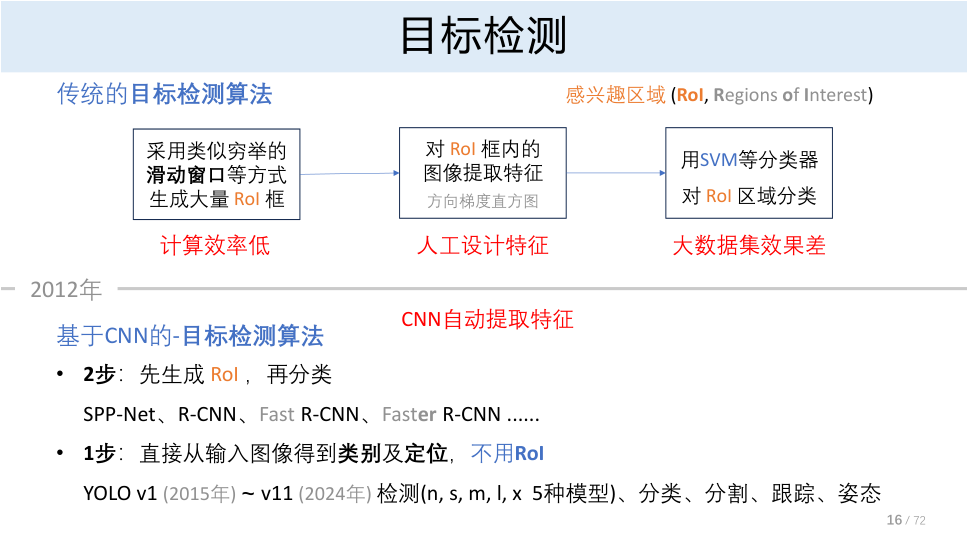 目标检测
传统的目标检测算法
感兴趣区域 (RoI, Regions of Interest)
采用类似穷举的
滑动窗口等方式
生成大量 RoI 框
对 RoI 框内的
图像提取特征
方向梯度直方图
用SVM等分类器
对 RoI 区域分类
计算效率低
人工设计特征
大数据集效果差
2012年
CNN自动提取特征
基于CNN的-目标检测算法
• 2步：先生成 RoI ，再分类
SPP-Net、R-CNN、Fast R-CNN、Faster R-CNN ......
• 1步：直接从输入图像得到类别及定位，不用RoI
YOLO v1 (2015年) ~ v11 (2024年) 检测(n, s, m, l, x 5种模型)、分类、分割、跟踪、姿态
16 / 72